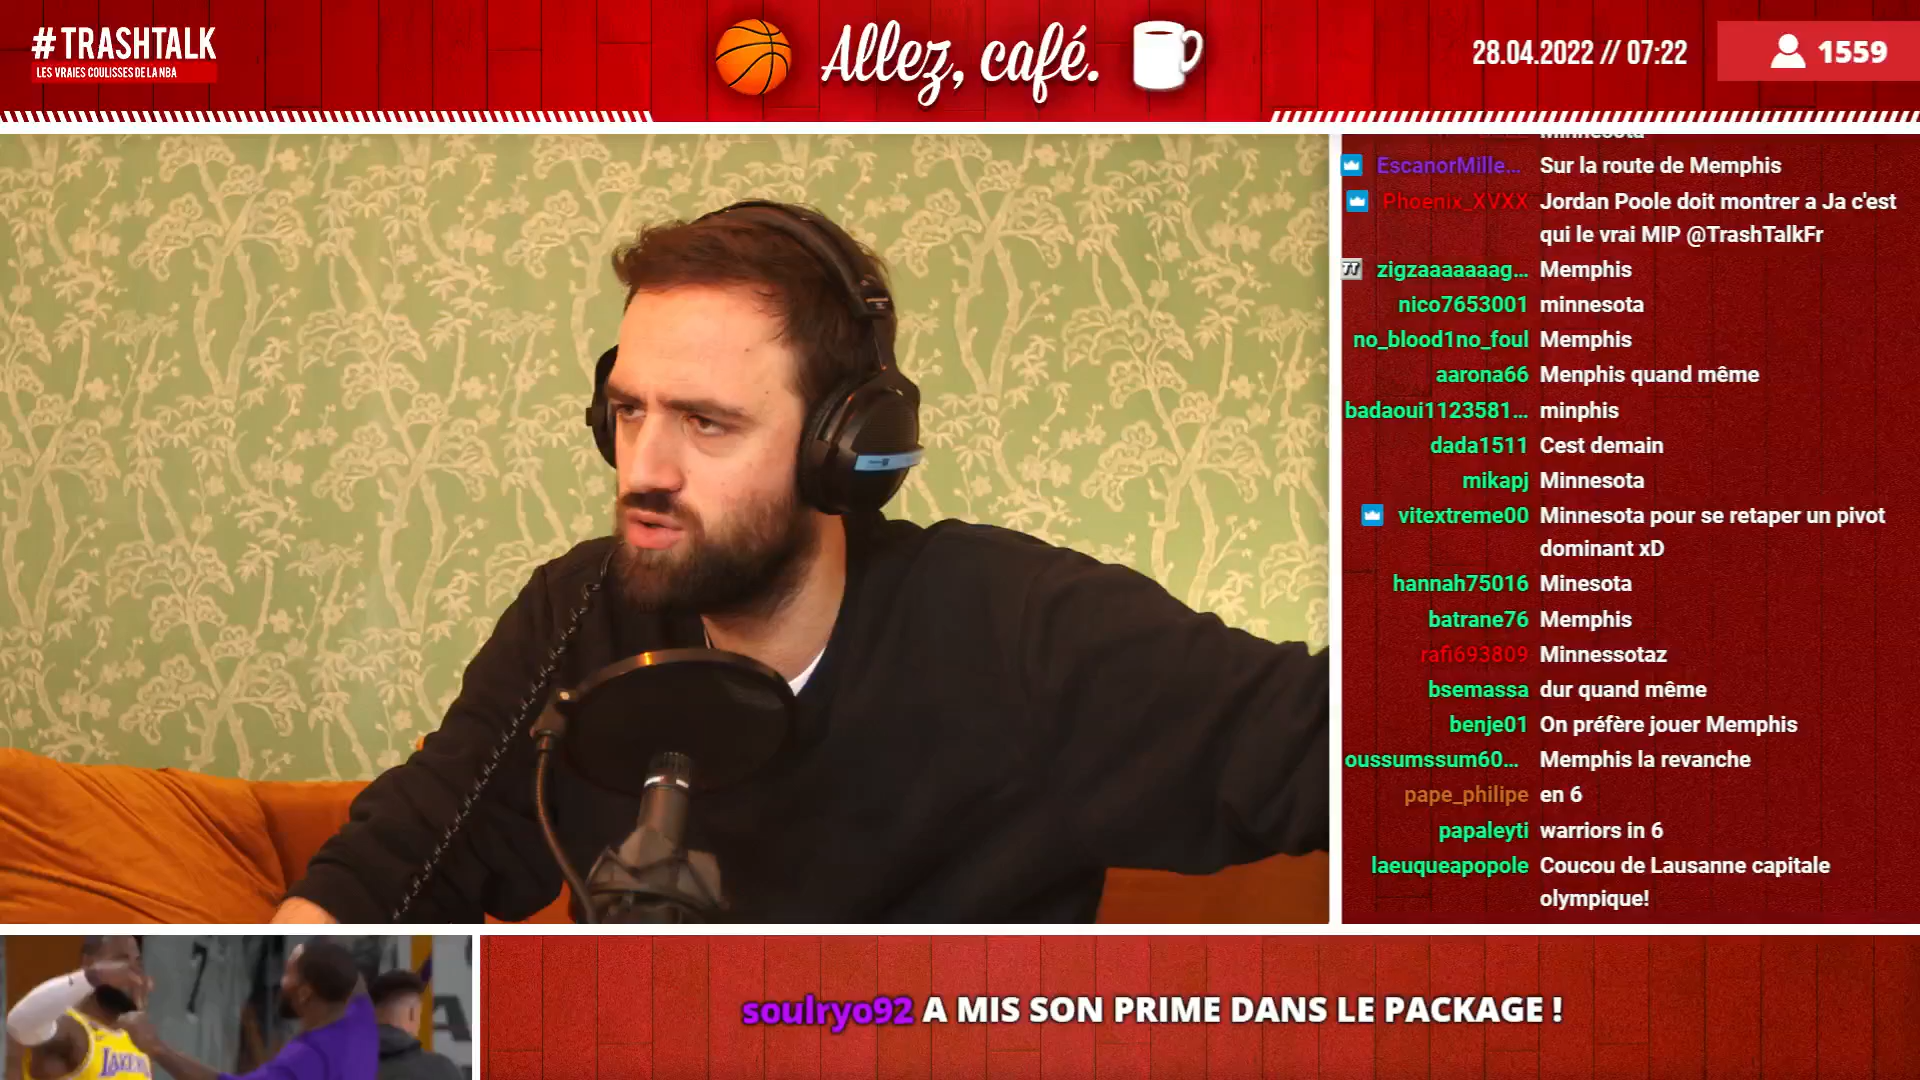 #TRASHTALK
LES VRAIES COULISSES DE LA NBA
Allez, café.
28.04.2022 // 07:22
1559
Minnesota
EscanorMille... Sur la route de Memphis
Phoenix_XVXX Jordan Poole doit montrer a Ja c'est
qui le vrai MIP @TrashTalkFr
zigzaaaaaaag... Memphis
nico7653001 minnesota
no_blood1no_foul Memphis
aarona66 Menphis quand même
badaoui1123581... minphis
dada1511 Cest demain
mikapj Minnesota
vitextreme00 Minnesota pour se retaper un pivot
dominant xD
hannah75016 Minesota
batrane76 Memphis
rafi693809 Minnessotaz
bsemassa dur quand même
benje01 On préfère jouer Memphis
oussumssum60... Memphis la revanche
pape_philipe en 6
papaleyti warriors in 6
laeuqueapopole Coucou de Lausanne capitale
olympique!
soulryo92 A MIS SON PRIME DANS LE PACKAGE !